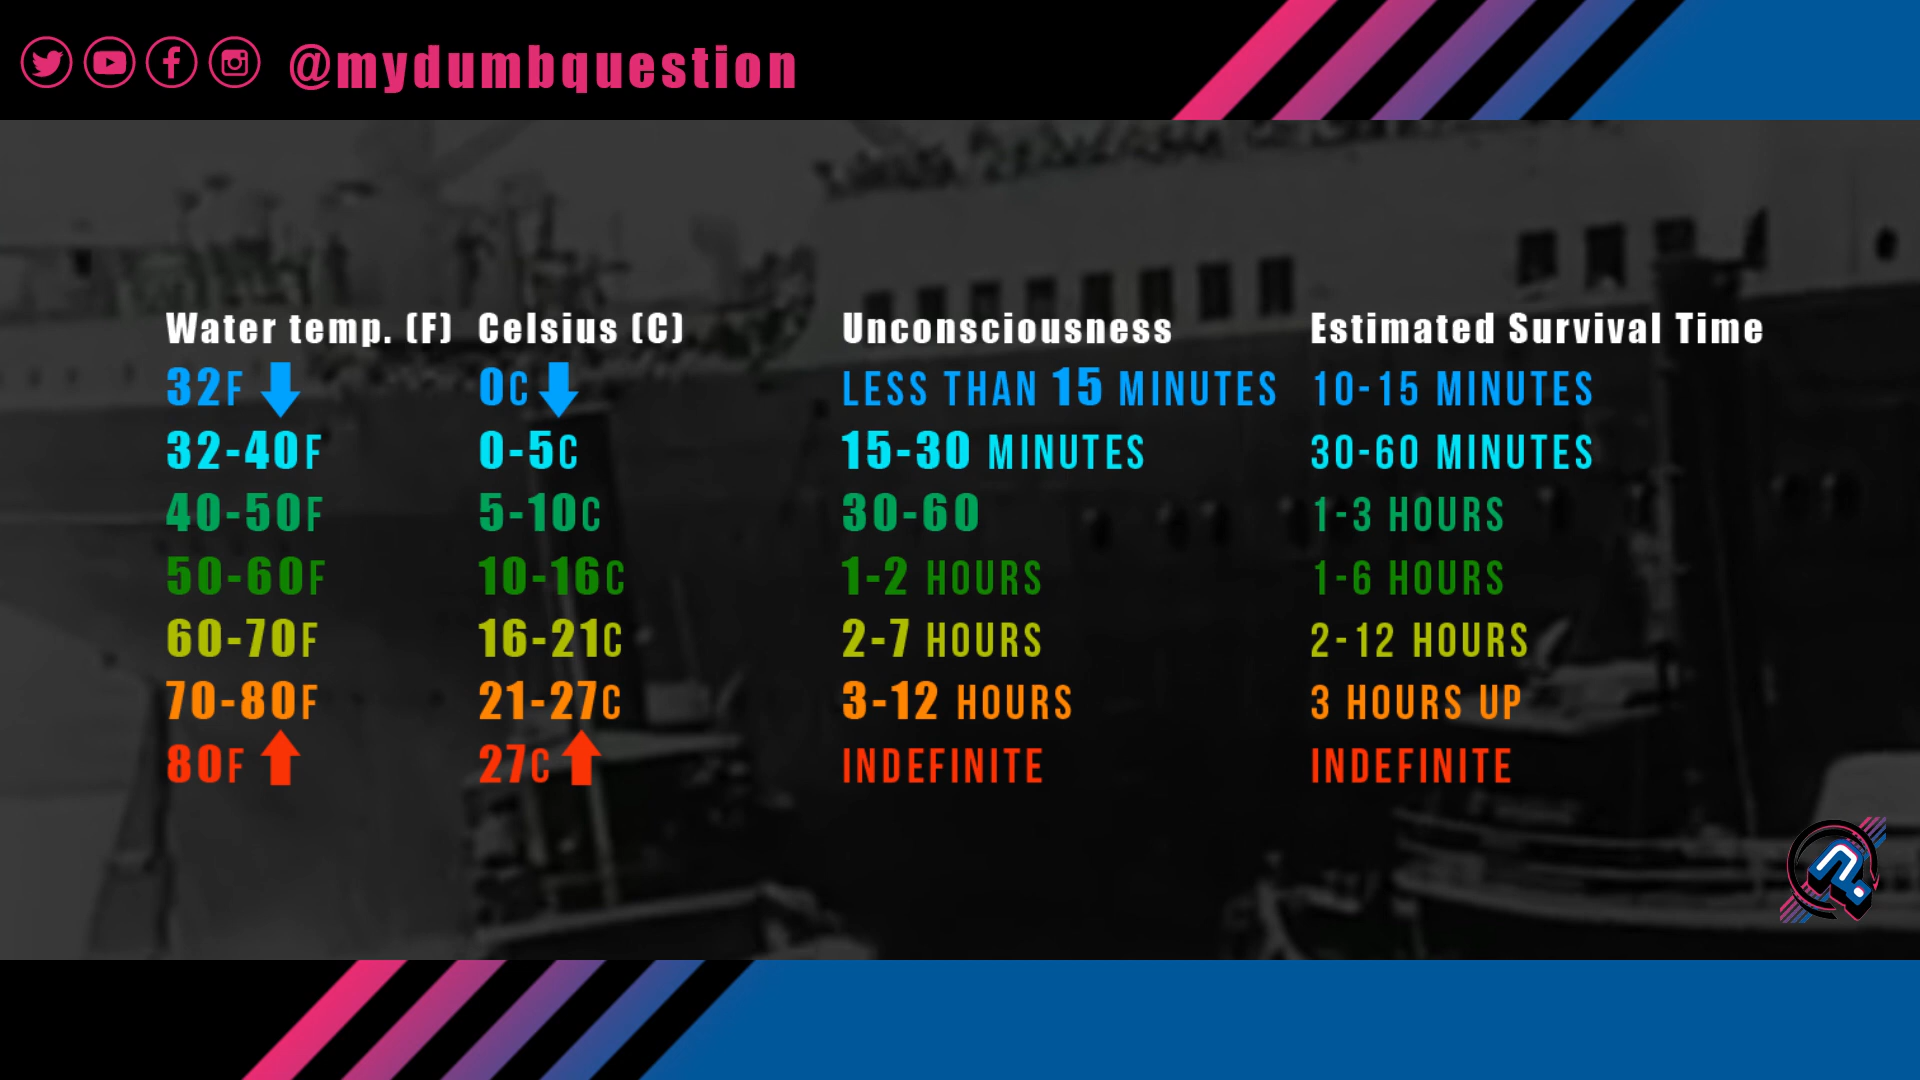 @mydumbquestion
Water temp. (F) Celsius (C) Unconsciousness Estimated Survival Time
32F 0C LESS THAN 15 MINUTES 10-15 MINUTES
32-40F 0-5C 15-30 MINUTES 30-60 MINUTES
40-50F 5-10C 30-60 1-3 HOURS
50-60F 10-16C 1-2 HOURS 1-6 HOURS
60-70F 16-21C 2-7 HOURS 2-12 HOURS
70-80F 21-27C 3-12 HOURS 3 HOURS UP
80F 27C INDEFINITE INDEFINITE